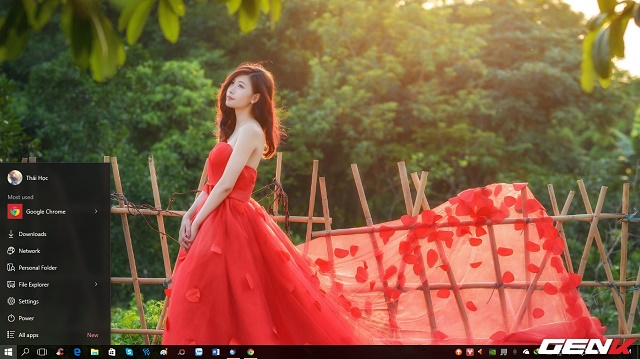 Thái Học
Most used
Google Chrome
Downloads
Network
Personal Folder
File Explorer
Settings
Power
All apps New
GENK